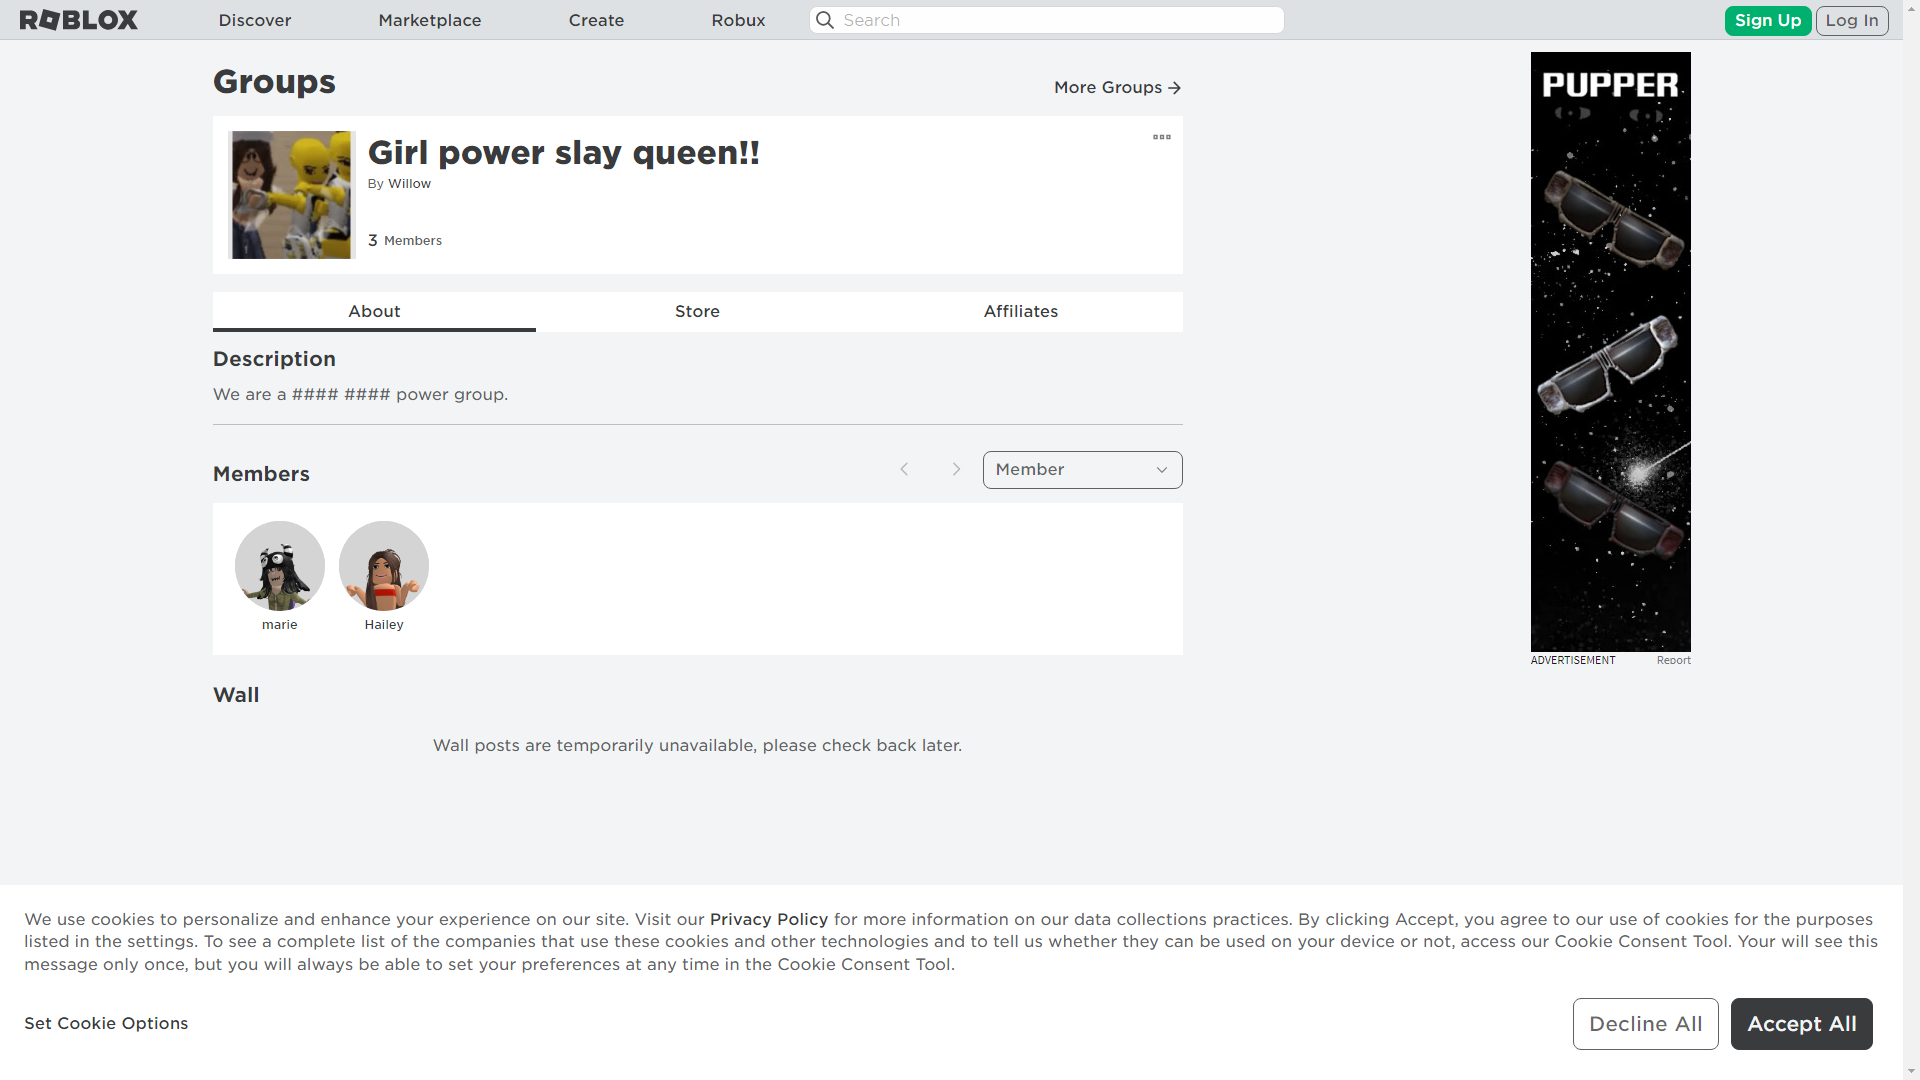 ROBLOX Discover Marketplace Create Robux Search Sign Up Log In
Groups
More Groups
Girl power slay queen!!
By Willow
3 Members
About Store Affiliates
Description
We are a #### #### power group.
Members
Member
marie Hailey
Wall
Wall posts are temporarily unavailable, please check back later.
PUPPER
ADVERTISEMENT Report
We use cookies to personalize and enhance your experience on our site. Visit our Privacy Policy for more information on our data collections practices. By clicking Accept, you agree to our use of cookies for the purposes
listed in the settings. To see a complete list of the companies that use these cookies and other technologies and to tell us whether they can be used on your device or not, access our Cookie Consent Tool. Your will see this
message only once, but you will always be able to set your preferences at any time in the Cookie Consent Tool.
Set Cookie Options
Decline All Accept All